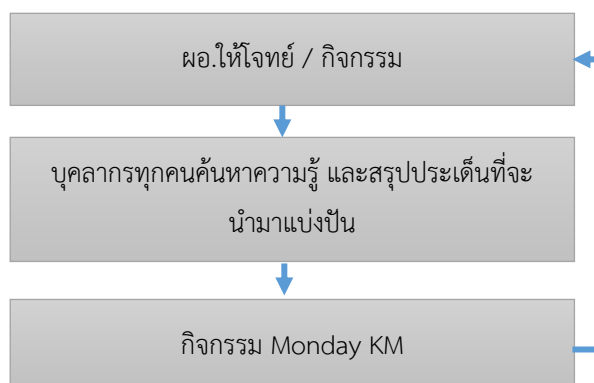 ผอ.ให้โจทย์ / กิจกรรม
บุคลากรทุกคนค้นหาความรู้ และสรุปประเด็นที่จะ
นำมาแบ่งปัน
กิจกรรม Monday KM